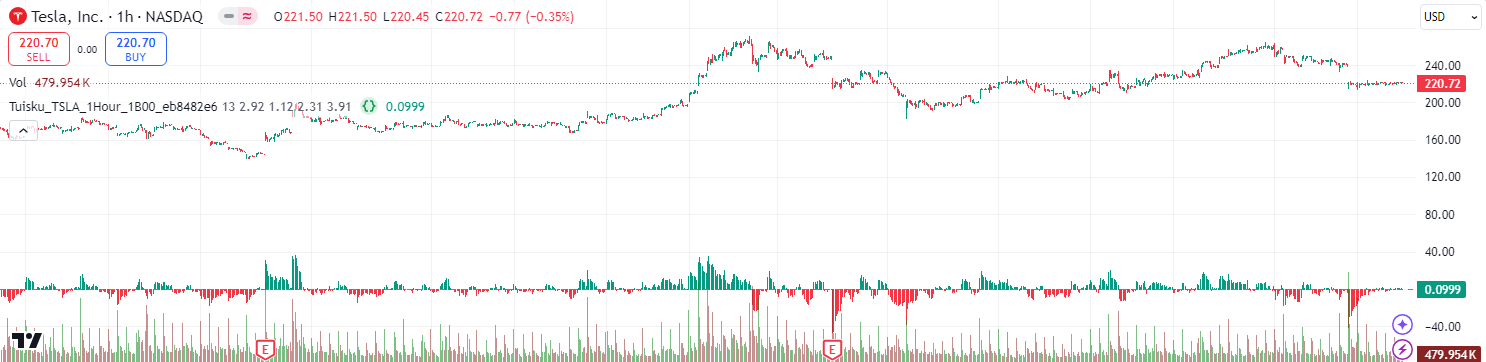 Tesla, Inc. · 1h · NASDAQ O221.50 H221.50 L220.45 C220.72 −0.77 (−0.35%)
USD
220.70 0.00 220.70
SELL BUY
Vol 479.954K
Tuisku_TSLA_1Hour_1B00_eb8482e6 13 2.92 1.12 2.31 3.91 {} 0.0999
240.00
220.72
200.00
160.00
120.00
80.00
40.00
0.0999
−40.00
479.954K
E E